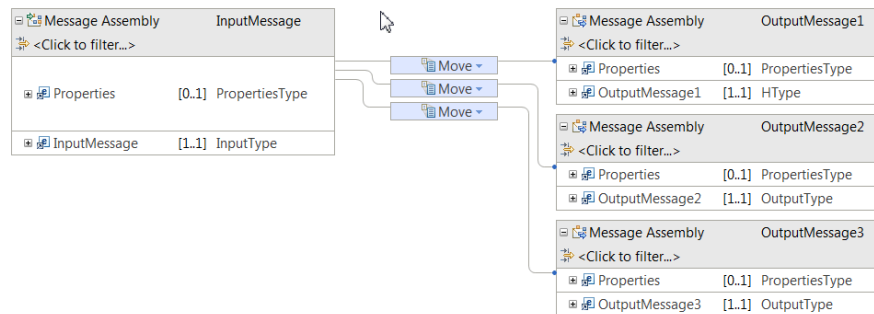 Message Assembly InputMessage
<Click to filter...>
Properties [0..1] PropertiesType
InputMessage [1..1] InputType
Move
Move
Move
Message Assembly OutputMessage1
<Click to filter...>
Properties [0..1] PropertiesType
OutputMessage1 [1..1] HType
Message Assembly OutputMessage2
<Click to filter...>
Properties [0..1] PropertiesType
OutputMessage2 [1..1] OutputType
Message Assembly OutputMessage3
<Click to filter...>
Properties [0..1] PropertiesType
OutputMessage3 [1..1] OutputType